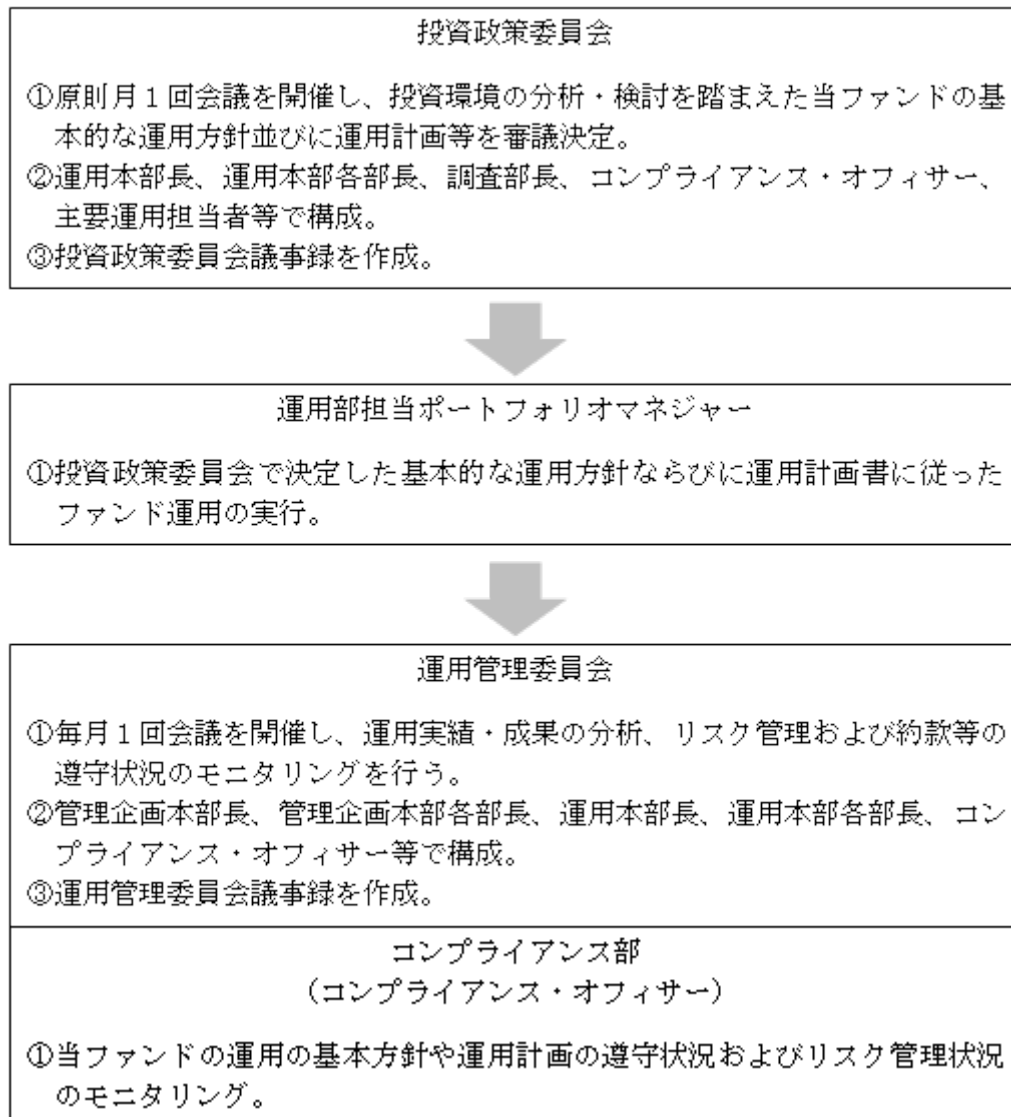 投資政策委員会
①原則月１回会議を開催し、投資環境の分析・検討を踏まえた当ファンドの基
本的な運用方針並びに運用計画等を審議決定。
②運用本部長、運用本部各部長、調査部長、コンプライアンス・オフィサー、
主要運用担当者等で構成。
③投資政策委員会議事録を作成。
運用部担当ポートフォリオマネジャー
①投資政策委員会で決定した基本的な運用方針ならびに運用計画書に従った
ファンド運用の実行。
運用管理委員会
①毎月１回会議を開催し、運用実績・成果の分析、リスク管理および約款等の
遵守状況のモニタリングを行う。
②管理企画本部長、管理企画本部各部長、運用本部長、運用本部各部長、コン
プライアンス・オフィサー等で構成。
③運用管理委員会議事録を作成。
コンプライアンス部
（コンプライアンス・オフィサー）
①当ファンドの運用の基本方針や運用計画の遵守状況およびリスク管理状況
のモニタリング。